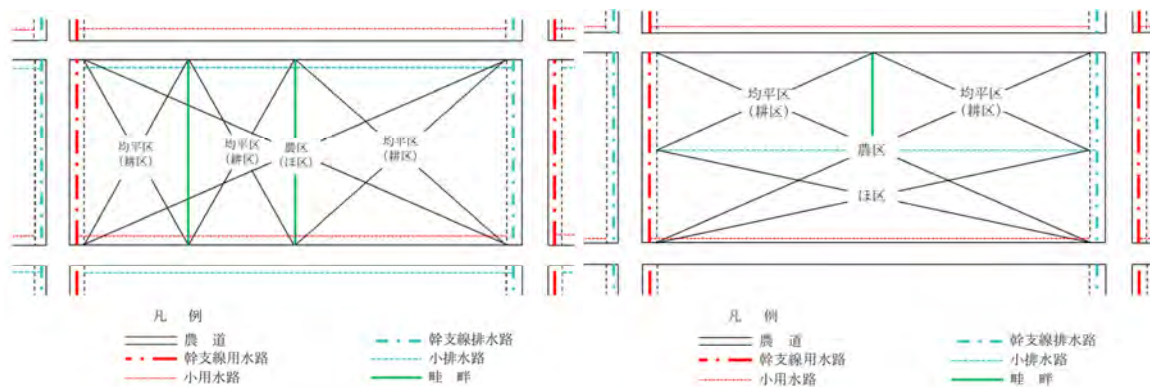 均平区
(耕区)
均平区
(耕区)
農区
(ほ区)
均平区
(耕区)
凡 例
農 道
幹支線用水路
小用水路
幹支線排水路
小排水路
畦 畔
均平区
(耕区)
均平区
(耕区)
農区
ほ区
凡 例
農 道
幹支線用水路
小用水路
幹支線排水路
小排水路
畦 畔